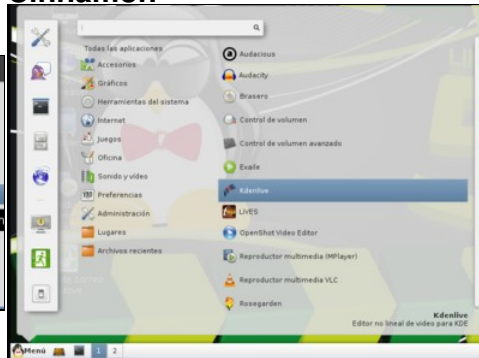 Cinnamon
Todas las aplicaciones
Accesorios
Gráficos
Herramientas del sistema
Internet
Juegos
Oficina
Sonido y vídeo
Preferencias
Administración
Lugares
Archivos recientes
Audacious
Audacity
Brasero
Control de volumen
Control de volumen avanzado
Exaile
Kdenlive
LiVES
OpenShot Video Editor
Reproductor multimedia (MPlayer)
Reproductor multimedia VLC
Rosegarden
Kdenlive
Editor no lineal de vídeo para KDE
Menú
1 2